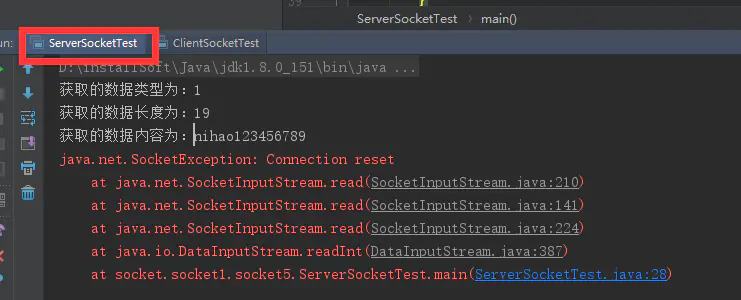 39
ServerSocketTest > main()
un: ServerSocketTest ClientSocketTest
D:\installSoft\Java\jdk1.8.0_151\bin\java ...
获取的数据类型为：1
获取的数据长度为：19
获取的数据内容为：nihao123456789
java.net.SocketException: Connection reset
at java.net.SocketInputStream.read(SocketInputStream.java:210)
at java.net.SocketInputStream.read(SocketInputStream.java:141)
at java.net.SocketInputStream.read(SocketInputStream.java:224)
at java.io.DataInputStream.readInt(DataInputStream.java:387)
at socket.socket1.socket5.ServerSocketTest.main(ServerSocketTest.java:28)